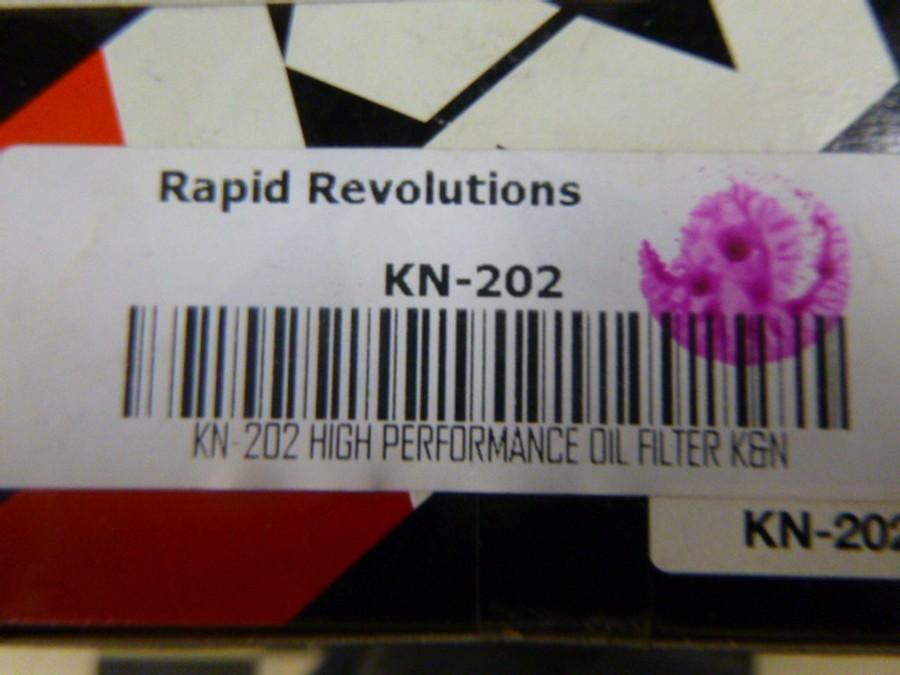 Rapid Revolutions
KN-202
KN-202 HIGH PERFORMANCE OIL FILTER K&N
KN-202